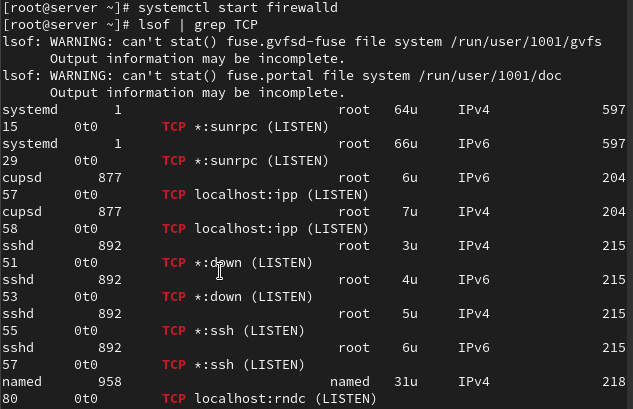 [root@server ~]# systemctl start firewalld
[root@server ~]# lsof | grep TCP
lsof: WARNING: can't stat() fuse.gvfsd-fuse file system /run/user/1001/gvfs
      Output information may be incomplete.
lsof: WARNING: can't stat() fuse.portal file system /run/user/1001/doc
      Output information may be incomplete.
systemd       1                           root   64u     IPv4              597
15       0t0        TCP *:sunrpc (LISTEN)
systemd       1                           root   66u     IPv6              597
29       0t0        TCP *:sunrpc (LISTEN)
cupsd       877                           root    6u     IPv6              204
57       0t0        TCP localhost:ipp (LISTEN)
cupsd       877                           root    7u     IPv4              204
58       0t0        TCP localhost:ipp (LISTEN)
sshd        892                           root    3u     IPv4              215
51       0t0        TCP *:down (LISTEN)
sshd        892                           root    4u     IPv6              215
53       0t0        TCP *:down (LISTEN)
sshd        892                           root    5u     IPv4              215
55       0t0        TCP *:ssh (LISTEN)
sshd        892                           root    6u     IPv6              215
57       0t0        TCP *:ssh (LISTEN)
named       958                          named   31u     IPv4              218
80       0t0        TCP localhost:rndc (LISTEN)